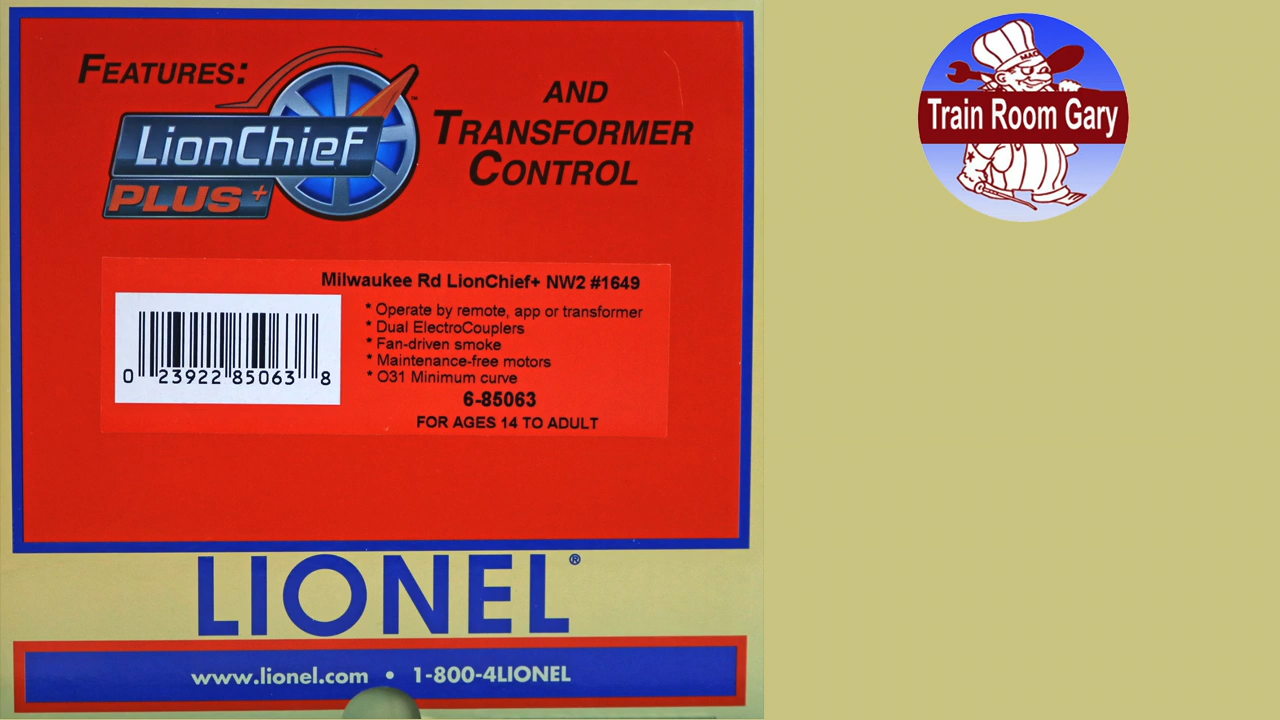 FEATURES:
LIONCHIEF
PLUS+
AND
TRANSFORMER
CONTROL
™
Milwaukee Rd LionChief+ NW2 #1649
* Operate by remote, app or transformer
* Dual ElectroCouplers
* Fan-driven smoke
* Maintenance-free motors
* O31 Minimum curve
6-85063
FOR AGES 14 TO ADULT
0 23922 85063 8
LIONEL®
www.lionel.com • 1-800-4LIONEL
MACK
Train Room Gary